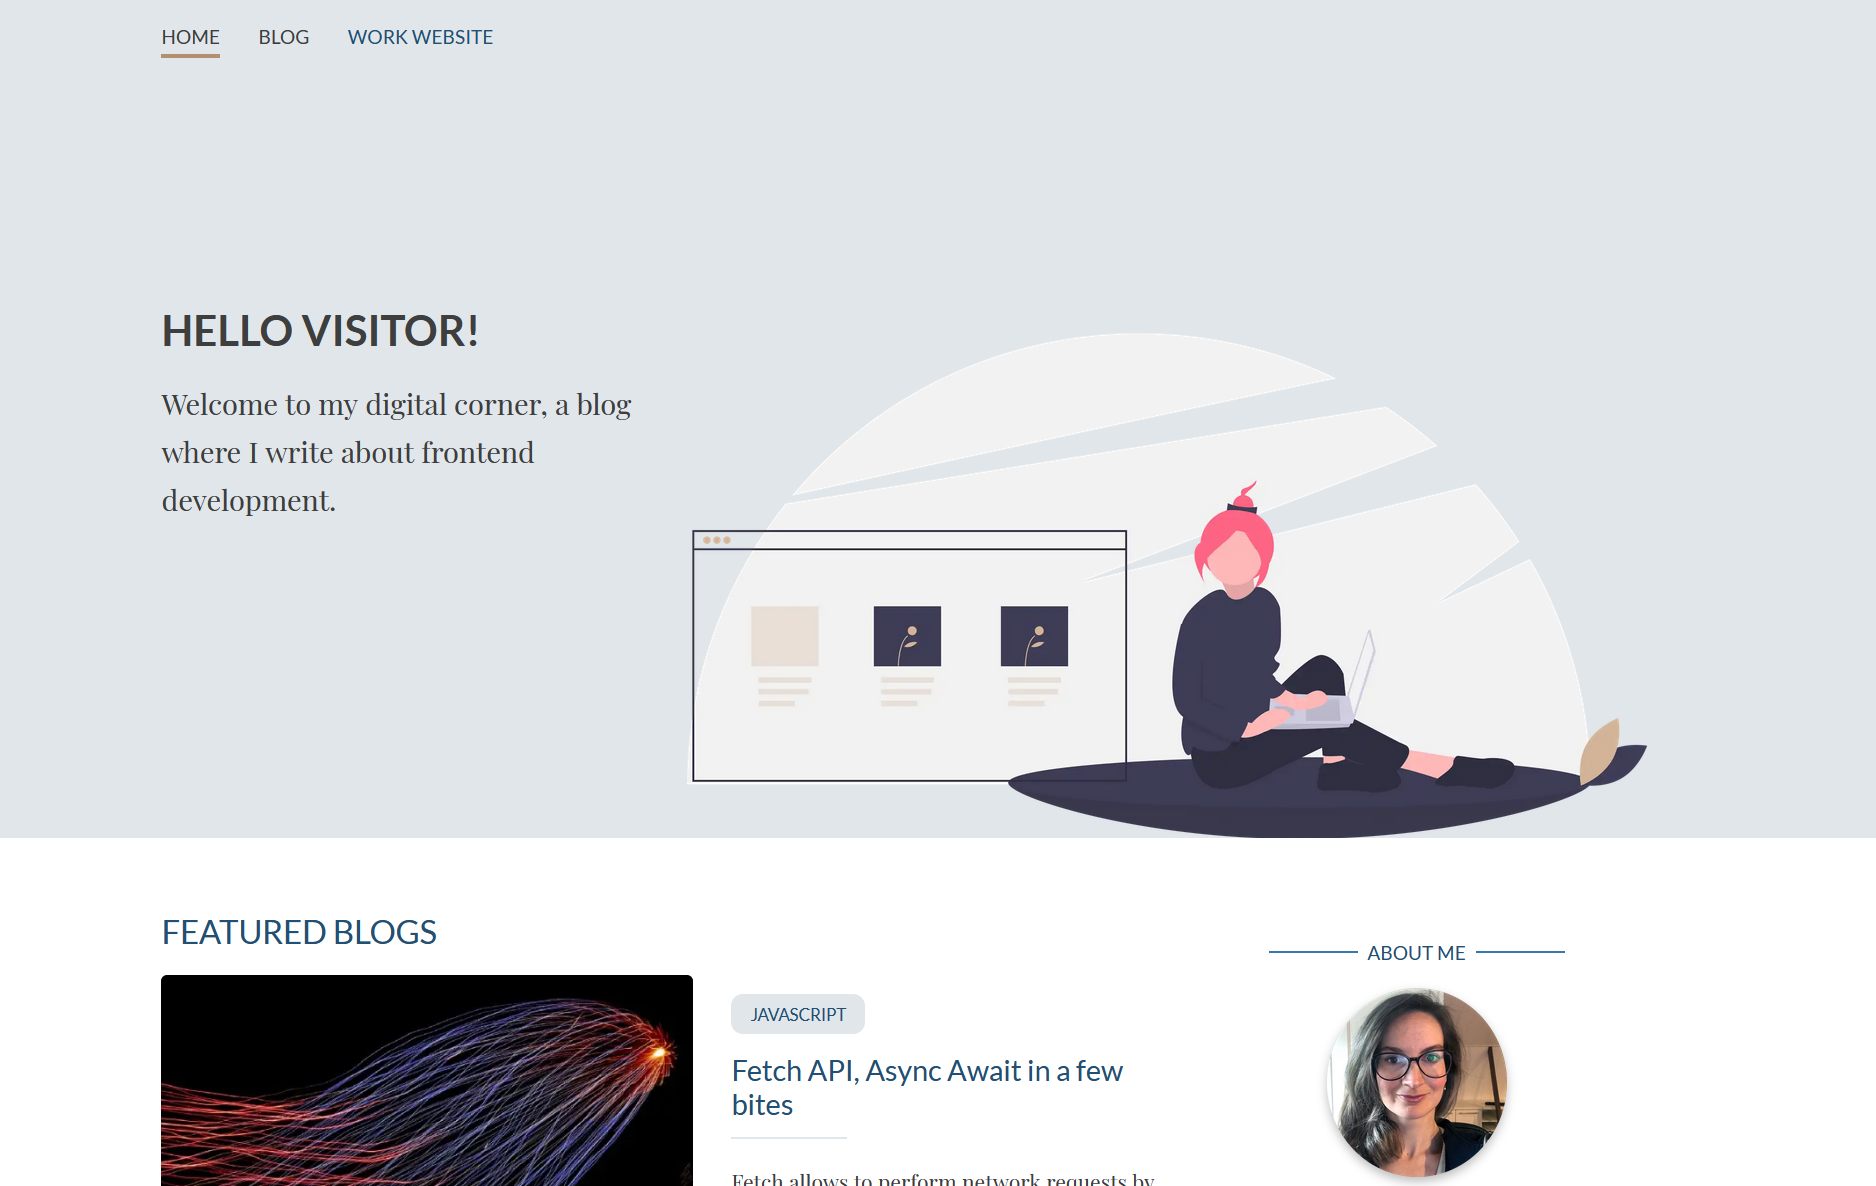 HOME BLOG WORK WEBSITE
HELLO VISITOR!
Welcome to my digital corner, a blog
where I write about frontend
development.
FEATURED BLOGS
JAVASCRIPT
Fetch API, Async Await in a few
bites
Fetch allows to perform network requests by
ABOUT ME